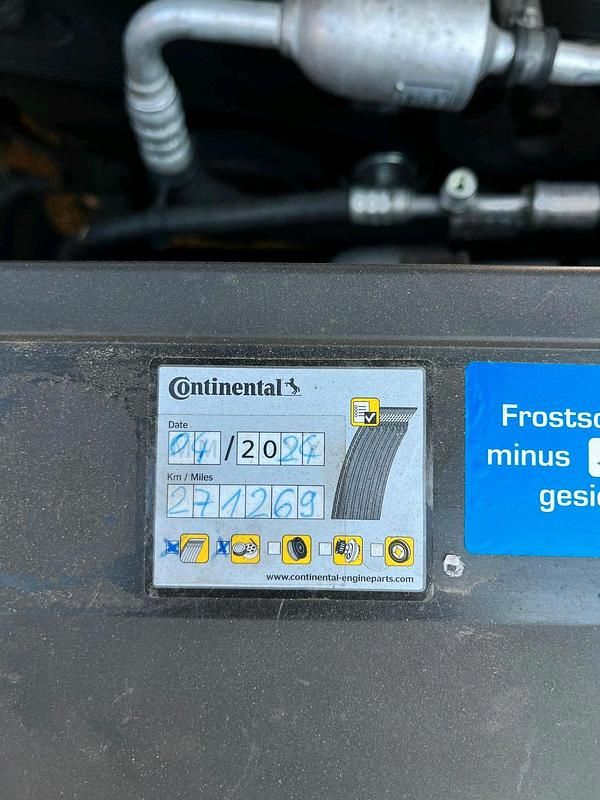 Continental
Date
04/2024
Km / Miles
271269
www.continental-engineparts.com
Frostsc
minus
gesic